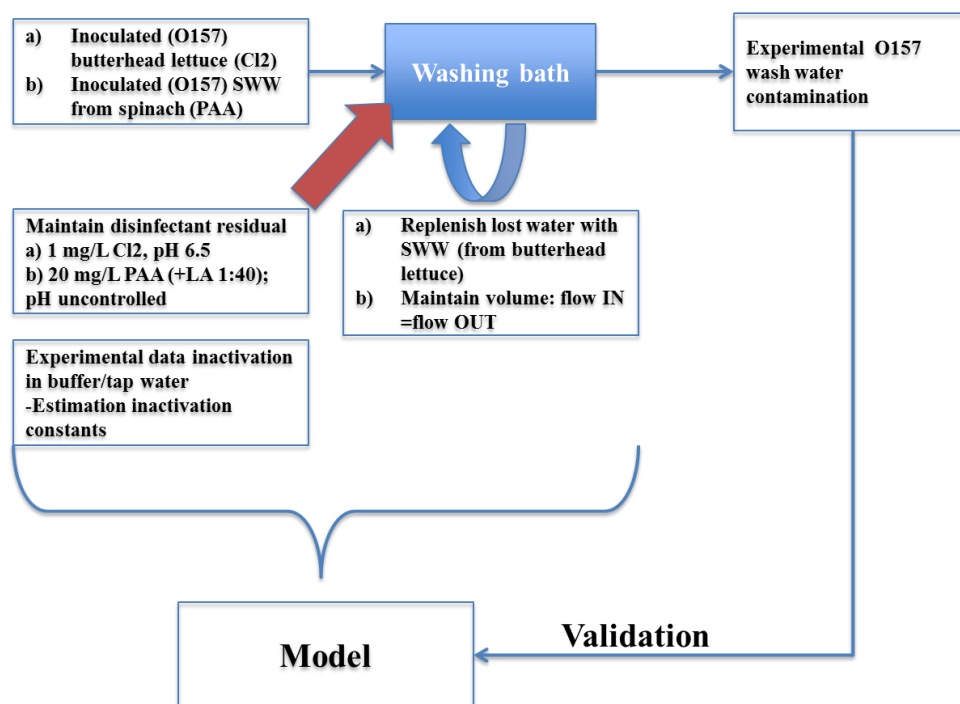 a) Inoculated (O157)
butterhead lettuce (Cl2)
b) Inoculated (O157) SWW
from spinach (PAA)
Washing bath
Experimental O157
wash water
contamination
Maintain disinfectant residual
a) 1 mg/L Cl2, pH 6.5
b) 20 mg/L PAA (+LA 1:40);
pH uncontrolled
a) Replenish lost water with
SWW (from butterhead
lettuce)
b) Maintain volume: flow IN
=flow OUT
Experimental data inactivation
in buffer/tap water
-Estimation inactivation
constants
Validation
Model